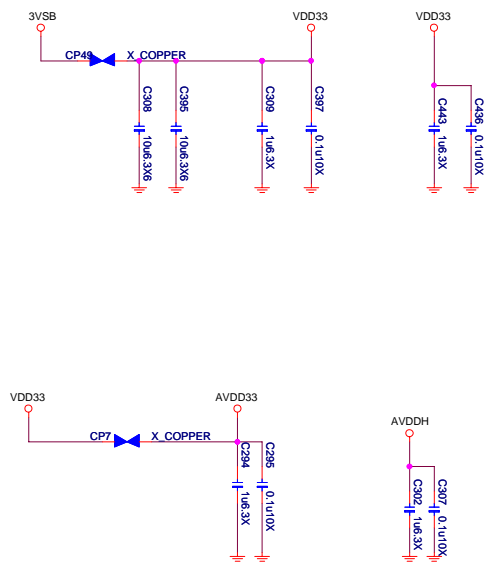 3VSB
VDD33
VDD33
CP49
X_COPPER
C308
10u6.3X6
C395
10u6.3X6
C309
1u6.3X
C397
0.1u10X
C443
1u6.3X
C436
0.1u10X
VDD33
AVDD33
CP7
X_COPPER
C294
1u6.3X
C295
0.1u10X
AVDDH
C302
1u6.3X
C307
0.1u10X